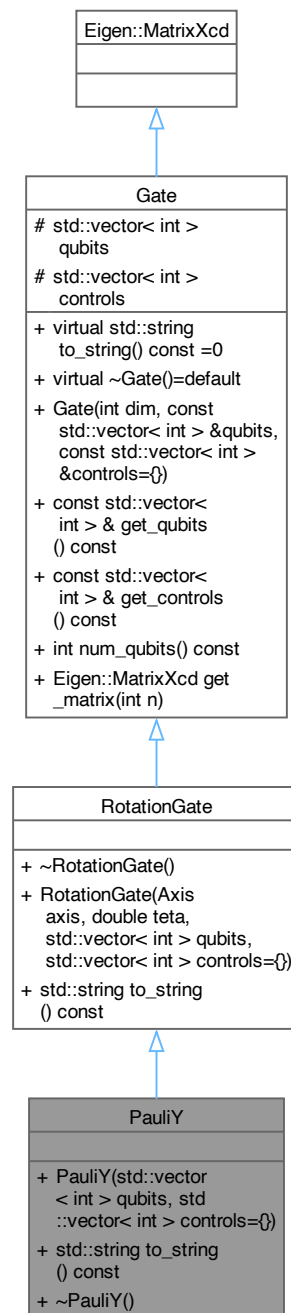 Eigen::MatrixXcd
Gate
# std::vector< int >
qubits
# std::vector< int >
controls
+ virtual std::string
to_string() const =0
+ virtual ~Gate()=default
+ Gate(int dim, const
std::vector< int > &qubits,
const std::vector< int >
&controls={})
+ const std::vector<
int > & get_qubits
() const
+ const std::vector<
int > & get_controls
() const
+ int num_qubits() const
+ Eigen::MatrixXcd get
_matrix(int n)
RotationGate
+ ~RotationGate()
+ RotationGate(Axis
axis, double teta,
std::vector< int > qubits,
std::vector< int > controls={})
+ std::string to_string
() const
PauliY
+ PauliY(std::vector
< int > qubits, std
::vector< int > controls={})
+ std::string to_string
() const
+ ~PauliY()